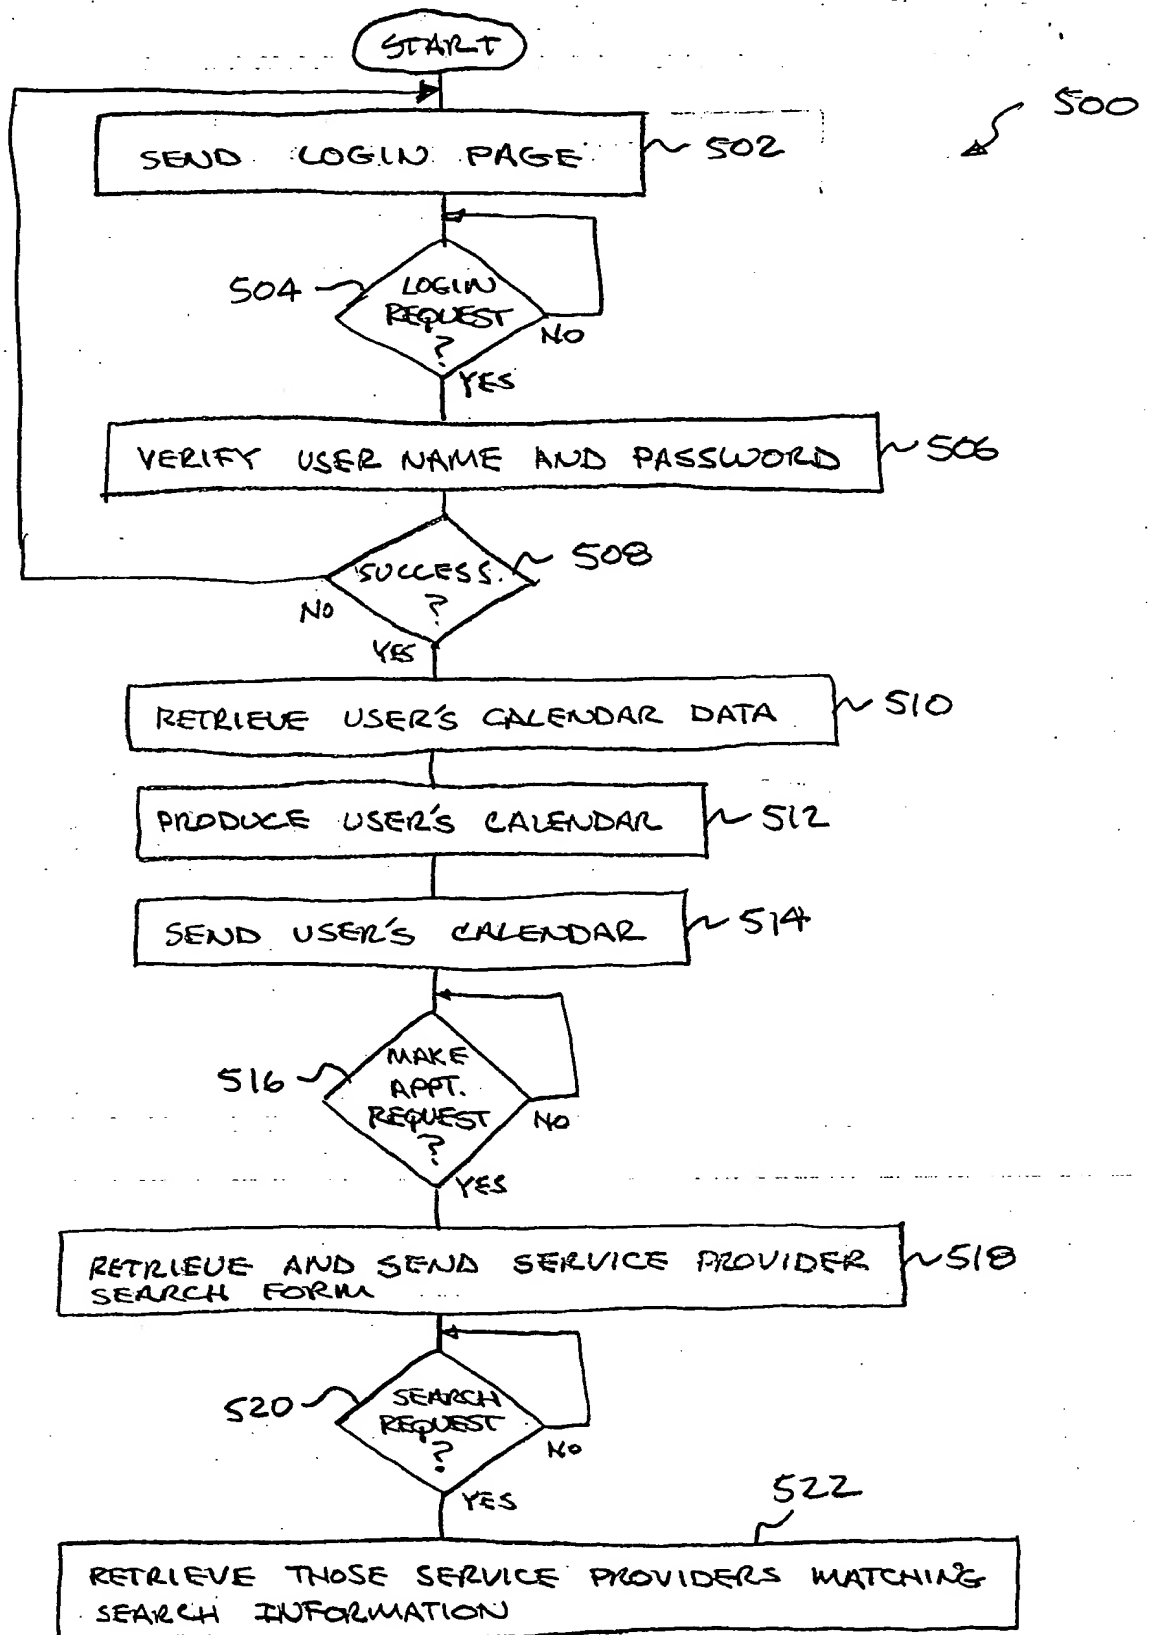 START
500
SEND LOGIN PAGE
502
504
LOGIN
REQUEST
?
NO
YES
VERIFY USER NAME AND PASSWORD
506
SUCCESS
?
508
NO
YES
RETRIEVE USER'S CALENDAR DATA
510
PRODUCE USER'S CALENDAR
512
SEND USER'S CALENDAR
514
516
MAKE
APPT.
REQUEST
?
NO
YES
RETRIEVE AND SEND SERVICE PROVIDER
SEARCH FORM
518
520
SEARCH
REQUEST
?
NO
YES
522
RETRIEVE THOSE SERVICE PROVIDERS MATCHING
SEARCH INFORMATION